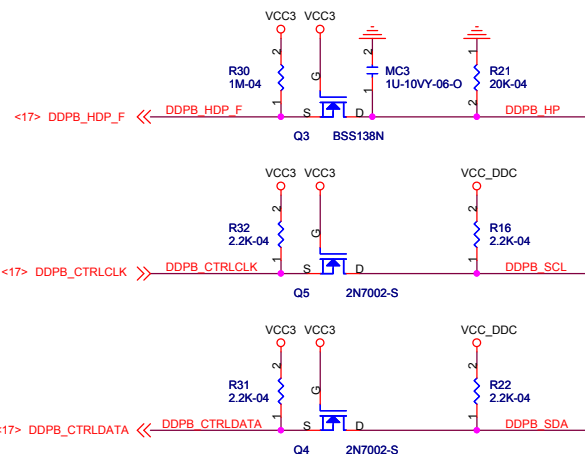 VCC3 VCC3
R30
1M-04
2
1
G
S
D
Q3 BSS138N
2
1
MC3
1U-10VY-06-O
1
2
R21
20K-04
<17> DDPB_HDP_F
DDPB_HDP_F
DDPB_HP
VCC3 VCC3 VCC_DDC
R32
2.2K-04
2
1
G
S
D
Q5 2N7002-S
2
1
R16
2.2K-04
<17> DDPB_CTRLCLK
DDPB_CTRLCLK
DDPB_SCL
VCC3 VCC3 VCC_DDC
R31
2.2K-04
2
1
G
S
D
Q4 2N7002-S
2
1
R22
2.2K-04
17> DDPB_CTRLDATA
DDPB_CTRLDATA
DDPB_SDA